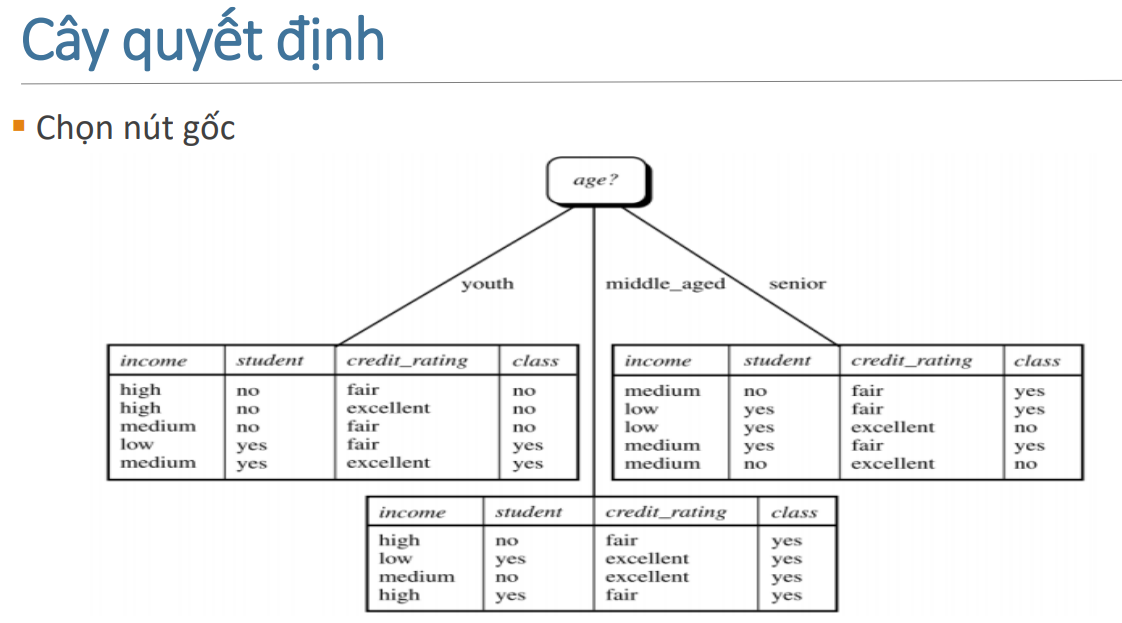 Cây quyết định
Chọn nút gốc
age?
youth
middle_aged
senior
income student credit_rating class
high no fair no
high no excellent no
medium no fair no
low yes fair yes
medium yes excellent yes
income student credit_rating class
medium no fair yes
low yes fair yes
low yes excellent no
medium yes fair yes
medium no excellent no
income student credit_rating class
high no fair yes
low yes excellent yes
medium no excellent yes
high yes fair yes